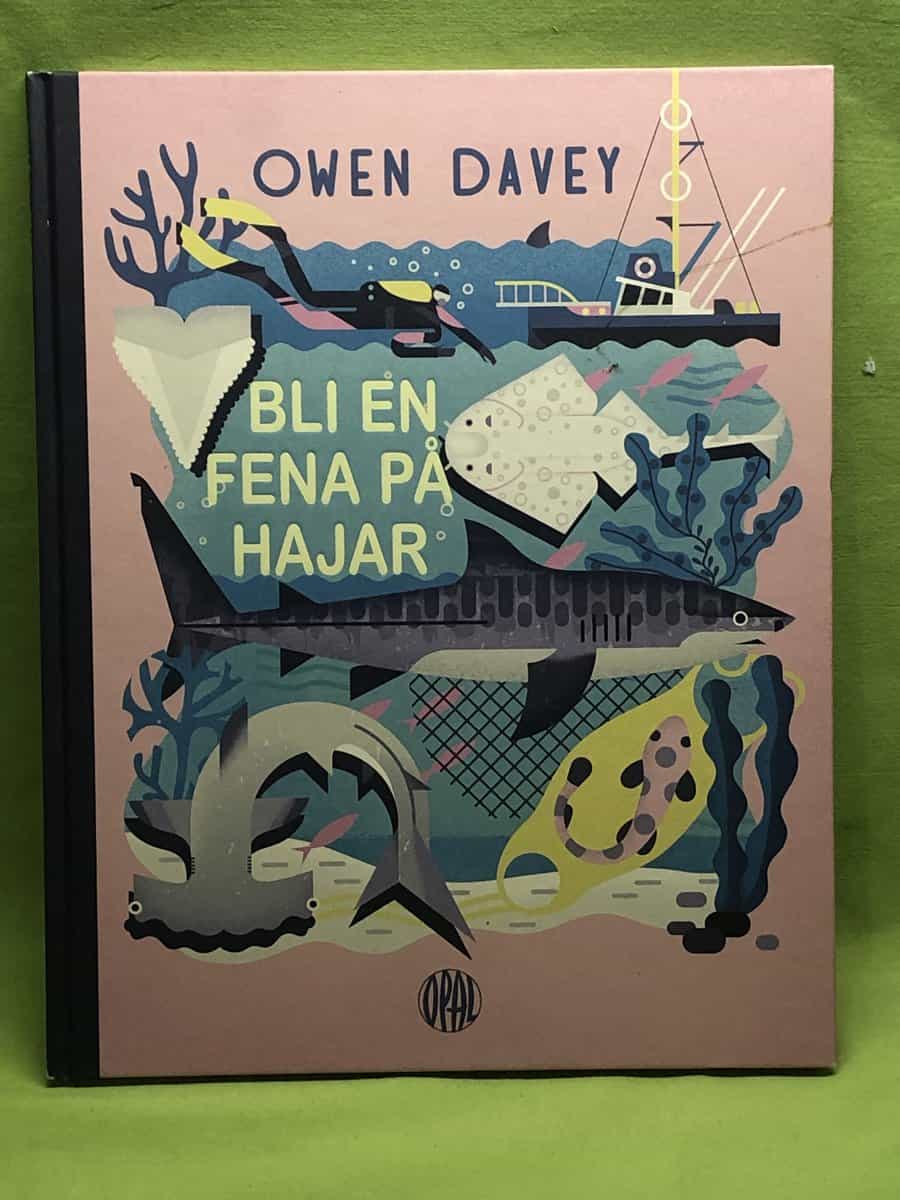 OWEN DAVEY
BLI EN
FENA PÅ
HAJAR
OPAL